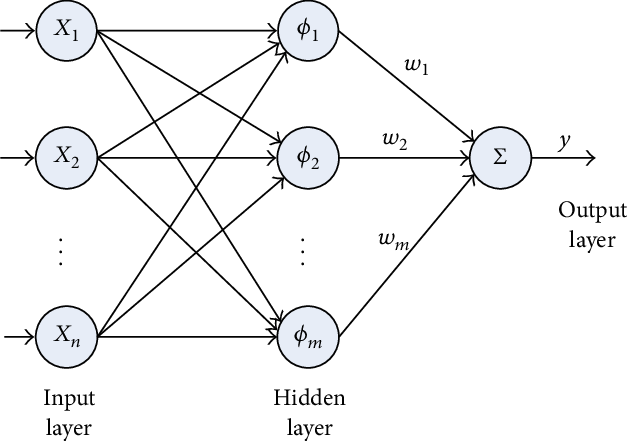 X₁
ϕ₁
w₁
X₂
ϕ₂
w₂
Σ
y
Output
layer
⋮
⋮
wₘ
Xₙ
ϕₘ
Input
layer
Hidden
layer